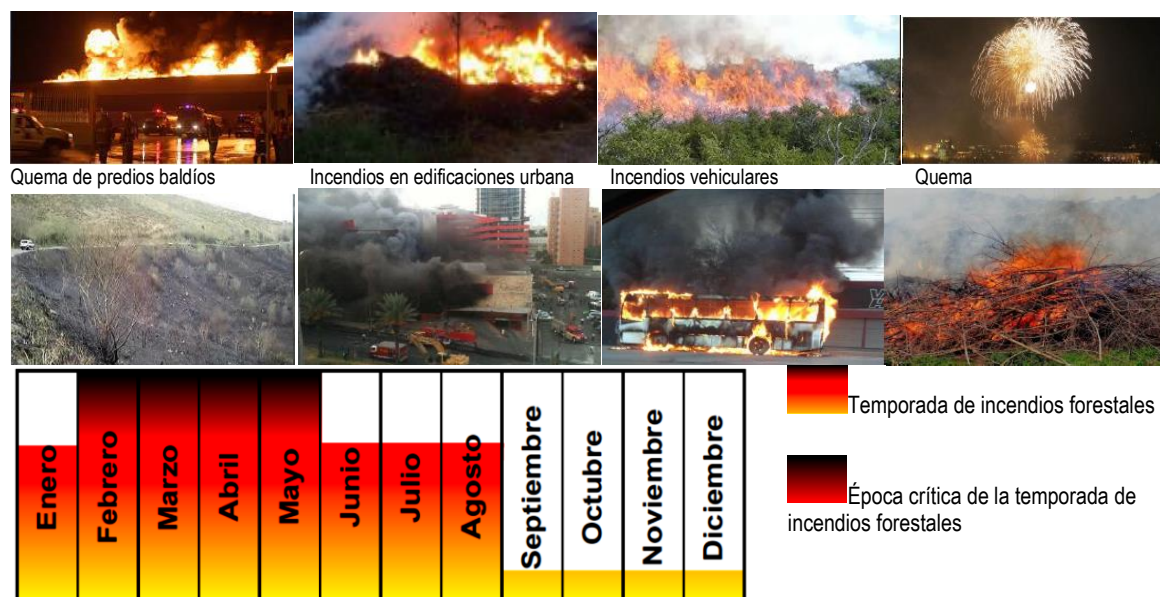 Quema de predios baldíos
Incendios en edificaciones urbana
Incendios vehiculares
Quema
Enero
Febrero
Marzo
Abril
Mayo
Junio
Julio
Agosto
Septiembre
Octubre
Noviembre
Diciembre
Temporada de incendios forestales
Época crítica de la temporada de
incendios forestales